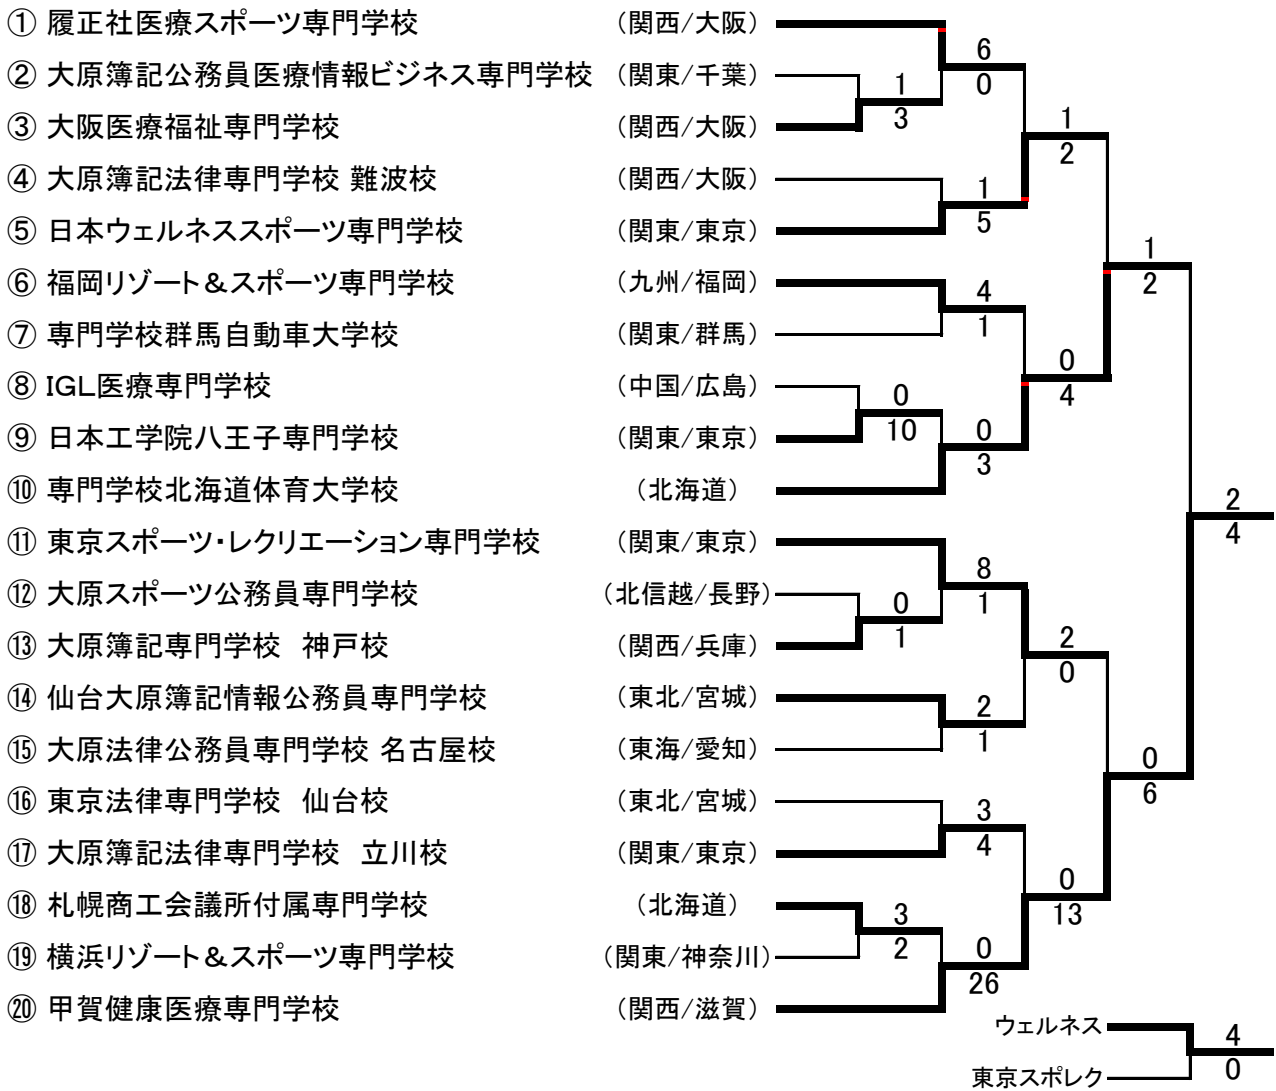 ① 履正社医療スポーツ専門学校 （関西/大阪）
6
② 大原簿記公務員医療情報ビジネス専門学校 （関東/千葉）
1
0
③ 大阪医療福祉専門学校 （関西/大阪）
3
1
2
④ 大原簿記法律専門学校 難波校 （関西/大阪）
1
⑤ 日本ウェルネススポーツ専門学校 （関東/東京）
5
1
⑥ 福岡リゾート＆スポーツ専門学校 （九州/福岡）
4
2
⑦ 専門学校群馬自動車大学校 （関東/群馬）
1
0
⑧ IGL医療専門学校 （中国/広島）
0
4
⑨ 日本工学院八王子専門学校 （関東/東京）
10
0
3
⑩ 専門学校北海道体育大学校 （北海道）
2
4
⑪ 東京スポーツ・レクリエーション専門学校 （関東/東京）
8
⑫ 大原スポーツ公務員専門学校 （北信越/長野）
0
1
⑬ 大原簿記専門学校　神戸校 （関西/兵庫）
1
2
0
⑭ 仙台大原簿記情報公務員専門学校 （東北/宮城）
2
⑮ 大原法律公務員専門学校 名古屋校 （東海/愛知）
1
0
⑯ 東京法律専門学校　仙台校 （東北/宮城）
3
6
⑰ 大原簿記法律専門学校　立川校 （関東/東京）
4
0
⑱ 札幌商工会議所付属専門学校 （北海道）
3
13
⑲ 横浜リゾート＆スポーツ専門学校 （関東/神奈川）
2
0
26
⑳ 甲賀健康医療専門学校 （関西/滋賀）
ウェルネス
4
東京スポレク
0